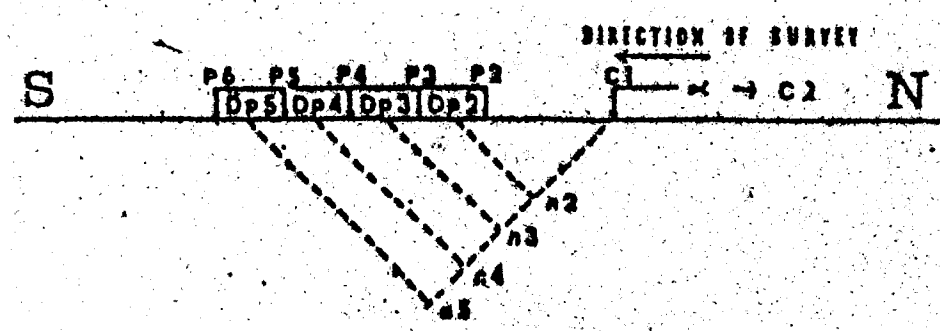 DIRECTION OF SURVEY
S P6 P5 P4 P3 P2 C1 C2 N
Dp5 Dp4 Dp3 Dp2
n2
n3
n4
n5